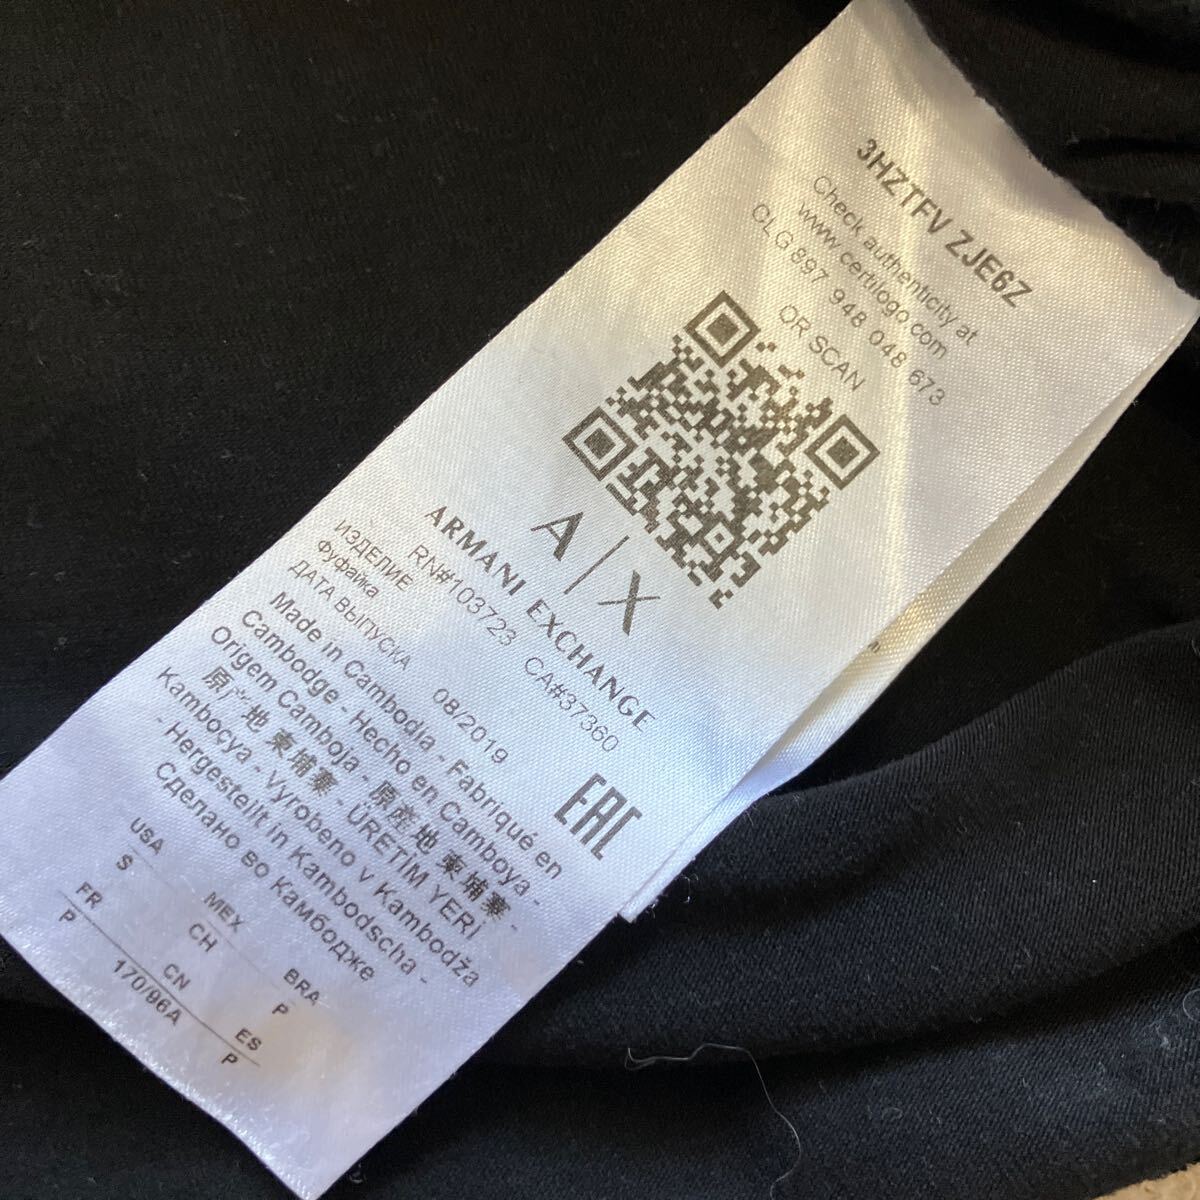 3HZTFV ZJE6Z
Check authenticity at
www.certilogo.com
CLG 897 948 048 673
QR SCAN
A|X
ARMANI EXCHANGE
RN#103723 CA#37360
ИЗДЕЛИЕ
Фуфайка
ДАТА ВЫПУСКА 08/2019
EAC
Made in Cambodia - Fabriqué en
Cambodge - Hecho en Camboya -
Origem Camboja - 原産地 柬埔寨 -
原产地 柬埔寨 - ÜRETİM YERİ
Kamboçya - Vyrobeno v Kambodža
- Hergestellt in Kambodscha -
Сделано во Камбодже
USA MEX BRA
S CH P
FR CN ES
P 170/96A P